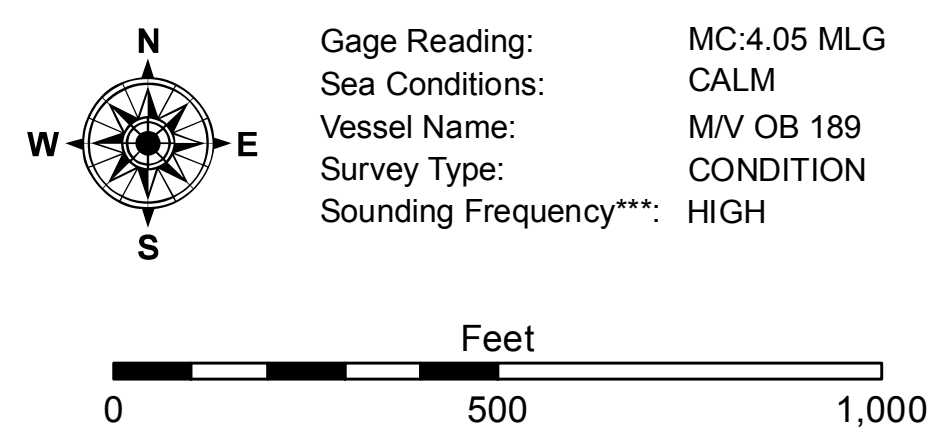 N
W E
S
Gage Reading: MC:4.05 MLG
Sea Conditions: CALM
Vessel Name: M/V OB 189
Survey Type: CONDITION
Sounding Frequency***: HIGH
Feet
0 500 1,000